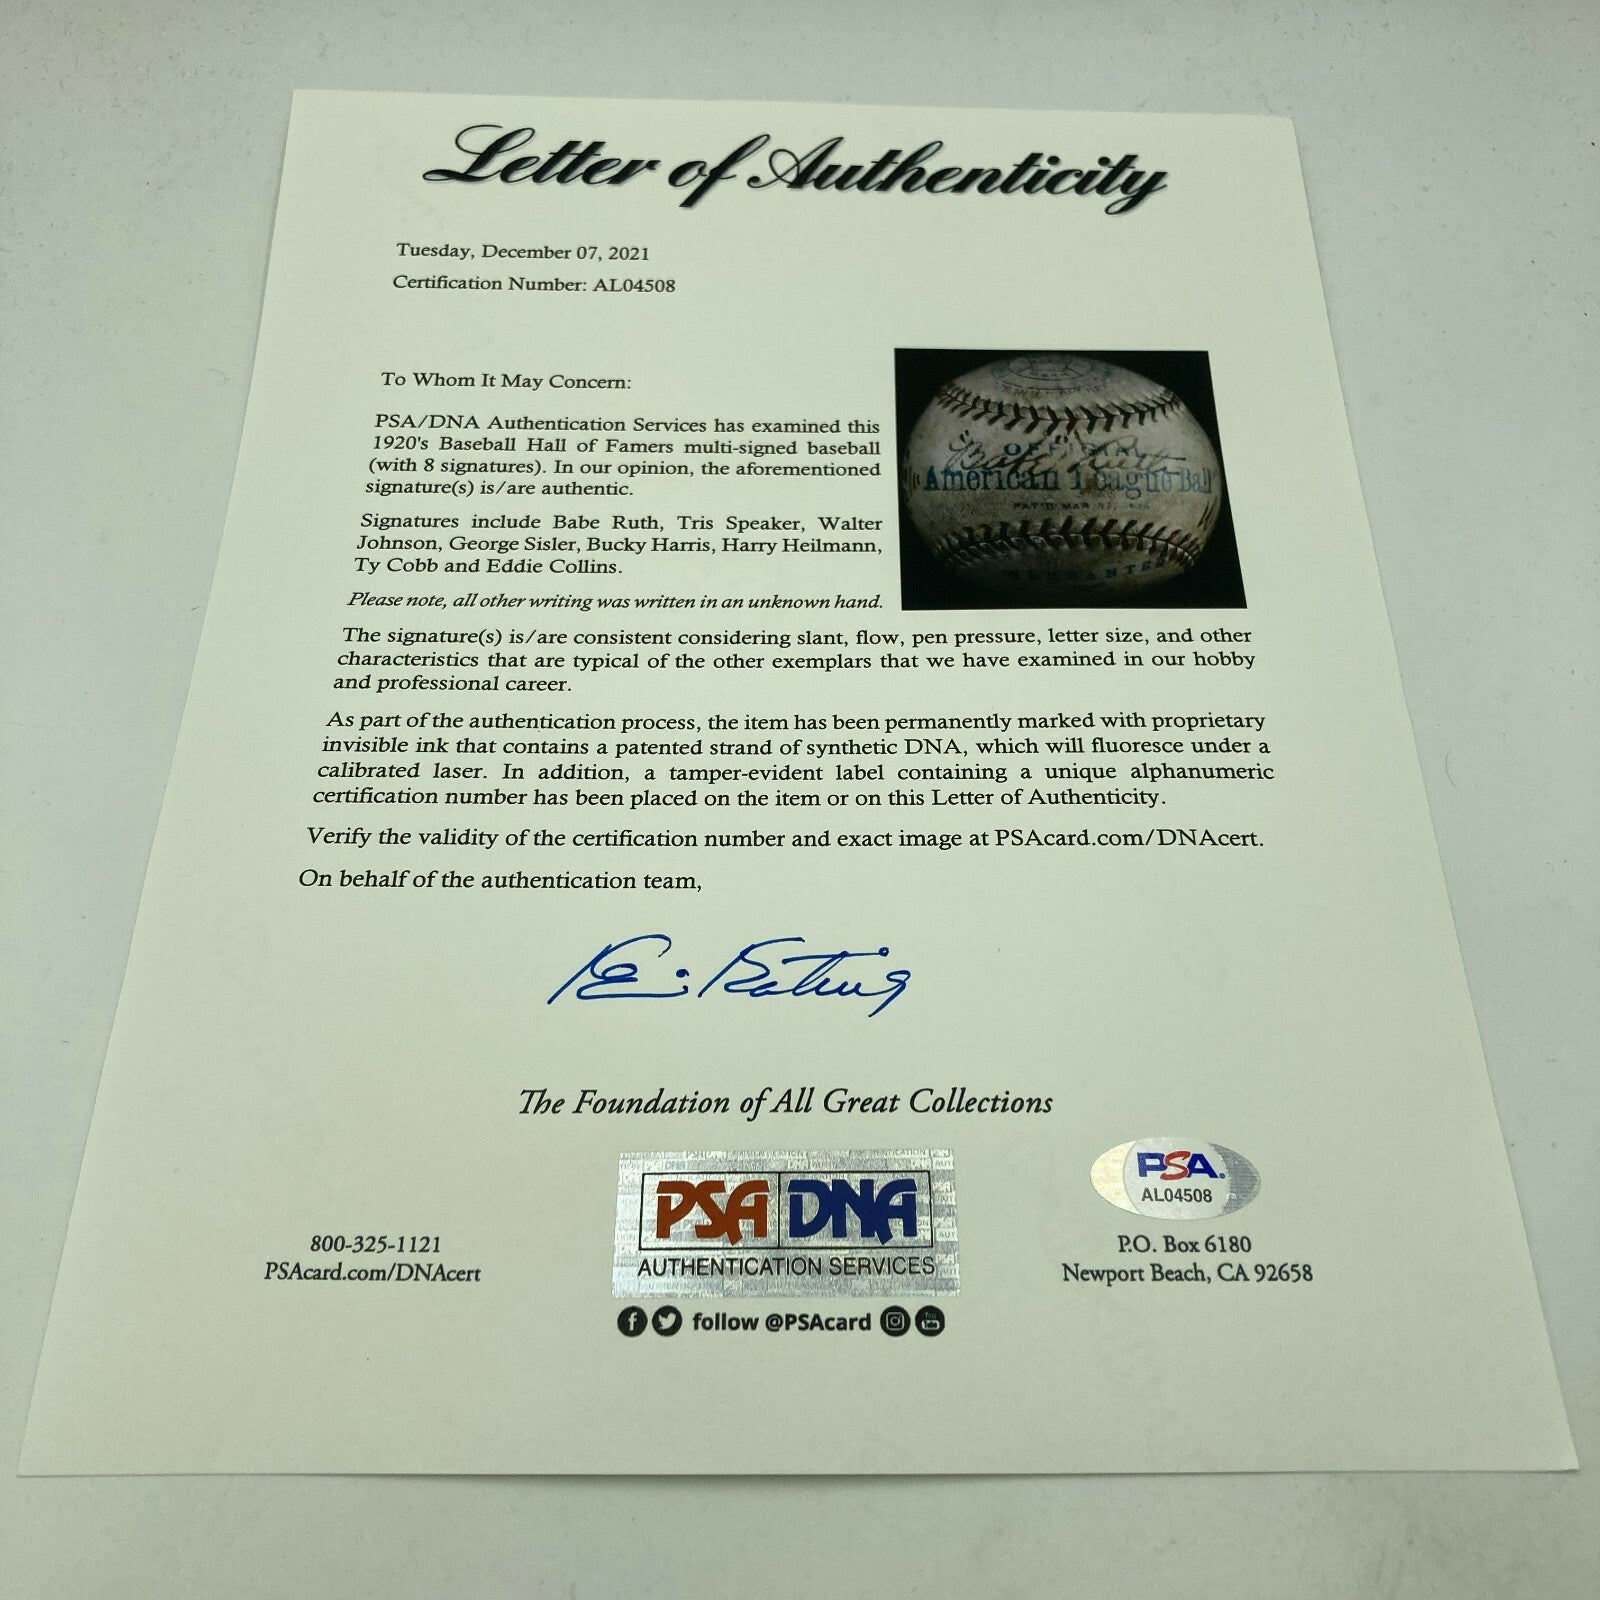 Letter of Authenticity
Tuesday, December 07, 2021
Certification Number: AL04508
To Whom It May Concern:
PSA/DNA Authentication Services has examined this
1920's Baseball Hall of Famers multi-signed baseball
(with 8 signatures). In our opinion, the aforementioned
signature(s) is/are authentic.
Signatures include Babe Ruth, Tris Speaker, Walter
Johnson, George Sisler, Bucky Harris, Harry Heilmann,
Ty Cobb and Eddie Collins.
Please note, all other writing was written in an unknown hand.
"Babe" Ruth
OFFICIAL
American League Ball
The signature(s) is/are consistent considering slant, flow, pen pressure, letter size, and other
characteristics that are typical of the other exemplars that we have examined in our hobby
and professional career.
As part of the authentication process, the item has been permanently marked with proprietary
invisible ink that contains a patented strand of synthetic DNA, which will fluoresce under a
calibrated laser. In addition, a tamper-evident label containing a unique alphanumeric
certification number has been placed on the item or on this Letter of Authenticity.
Verify the validity of the certification number and exact image at PSAcard.com/DNAcert.
On behalf of the authentication team,
The Foundation of All Great Collections
PSA DNA
AUTHENTICATION SERVICES
PSA
AL04508
800-325-1121
PSAcard.com/DNAcert
P.O. Box 6180
Newport Beach, CA 92658
follow @PSAcard